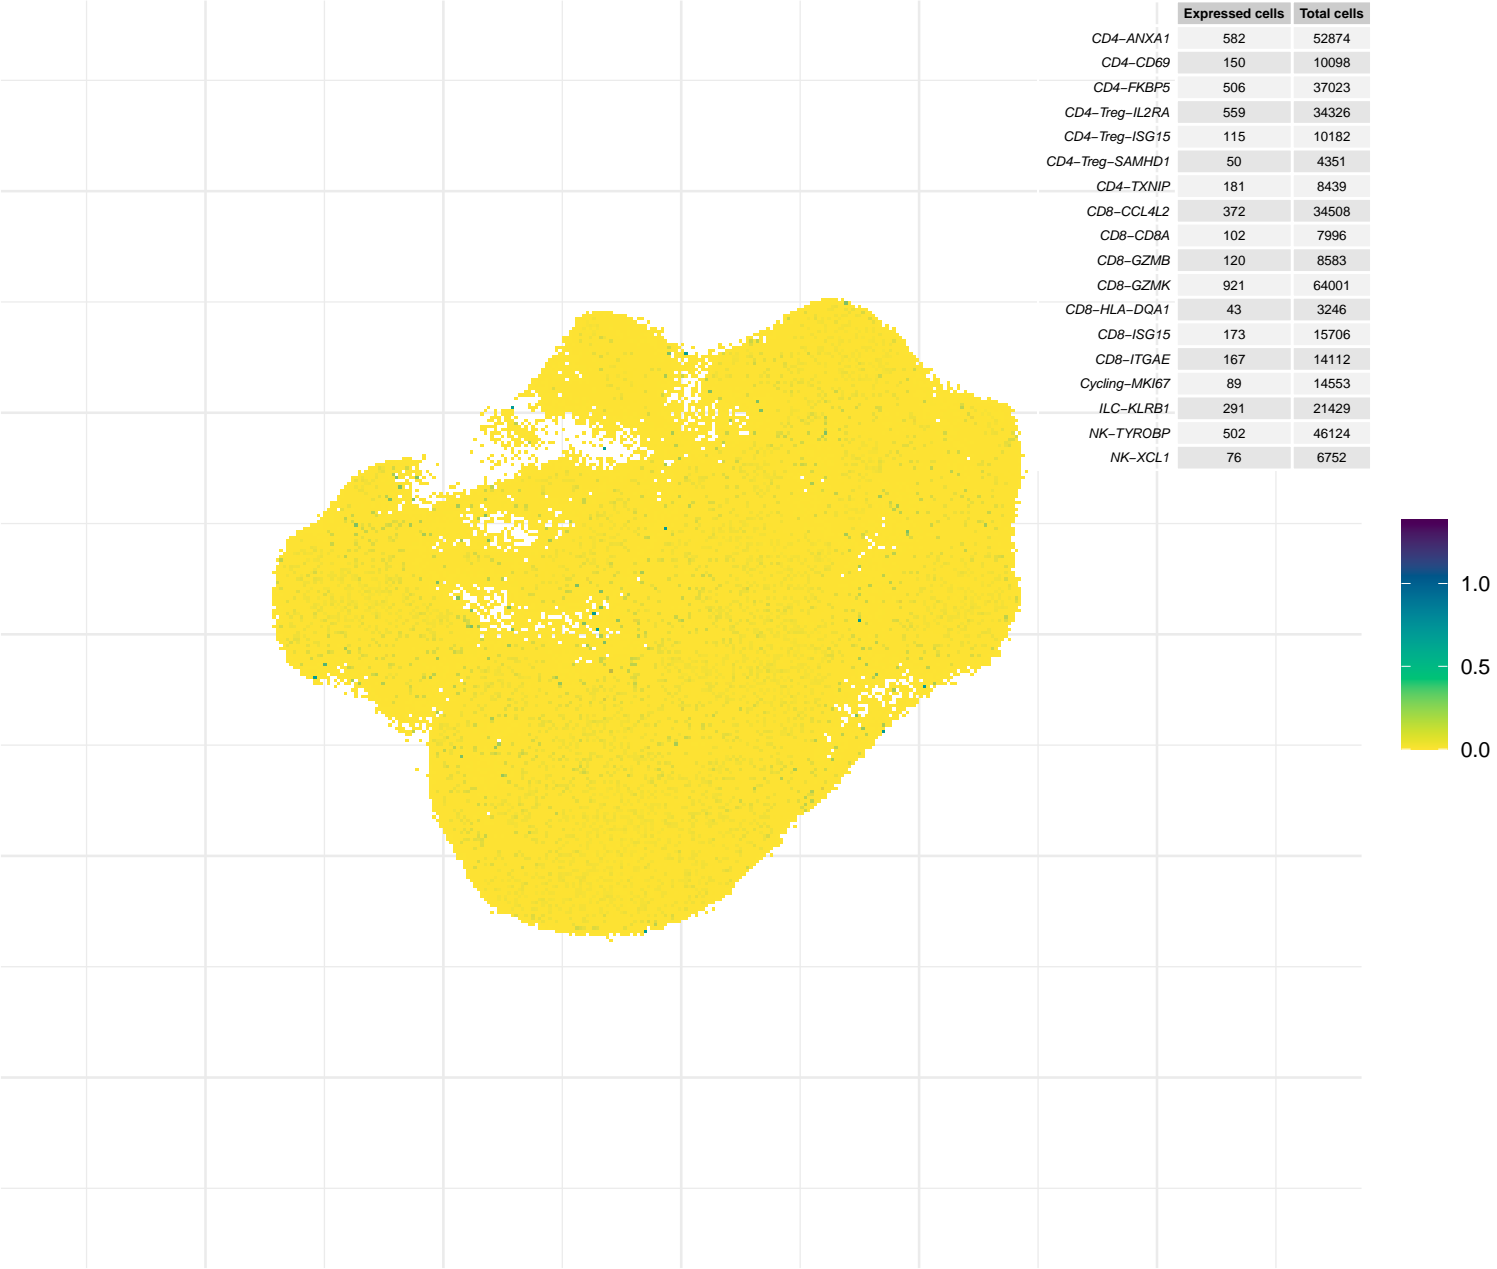 Expressed cells Total cells
CD4−ANXA1 582 52874
CD4−CD69 150 10098
CD4−FKBP5 506 37023
CD4−Treg−IL2RA 559 34326
CD4−Treg−ISG15 115 10182
CD4−Treg−SAMHD1 50 4351
CD4−TXNIP 181 8439
CD8−CCL4L2 372 34508
CD8−CD8A 102 7996
CD8−GZMB 120 8583
CD8−GZMK 921 64001
CD8−HLA−DQA1 43 3246
CD8−ISG15 173 15706
CD8−ITGAE 167 14112
Cycling−MKI67 89 14553
ILC−KLRB1 291 21429
NK−TYROBP 502 46124
NK−XCL1 76 6752
1.0
0.5
0.0